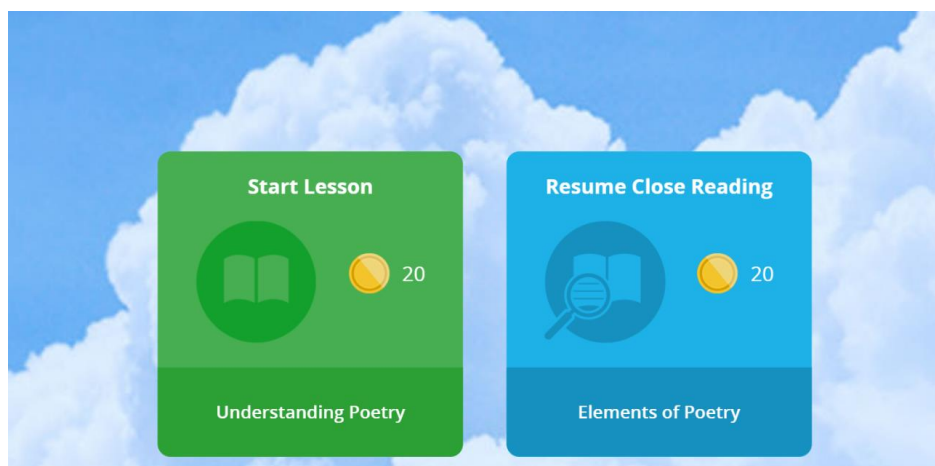 Start Lesson
20
Understanding Poetry
Resume Close Reading
20
Elements of Poetry